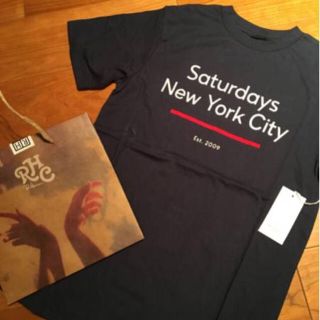 Saturdays
New York City
Est. 2009
RHC